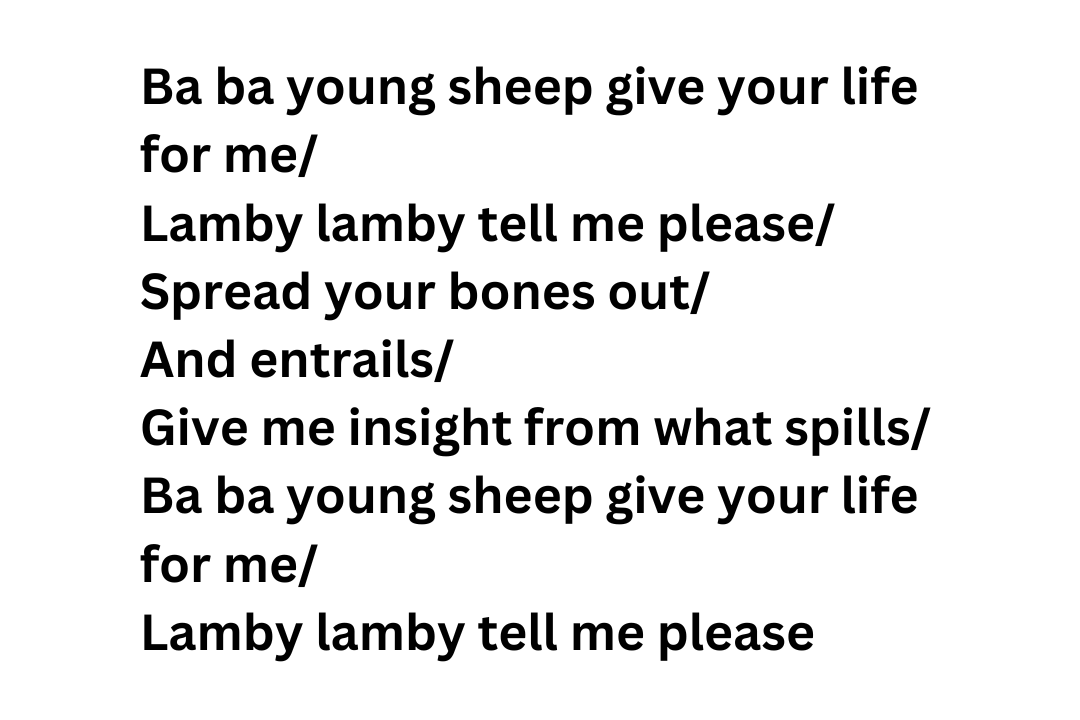 Ba ba young sheep give your life
for me/
Lamby lamby tell me please/
Spread your bones out/
And entrails/
Give me insight from what spills/
Ba ba young sheep give your life
for me/
Lamby lamby tell me please